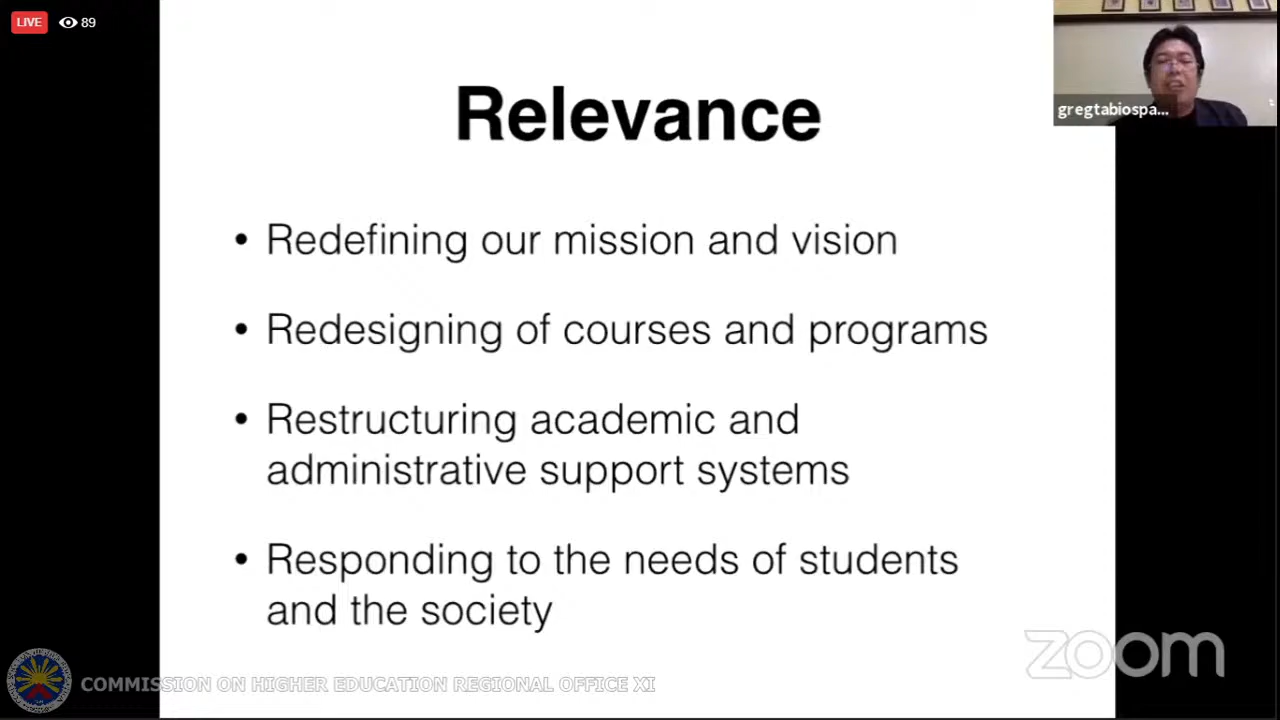 LIVE 89
gregtabiospa...
Relevance
• Redefining our mission and vision
• Redesigning of courses and programs
• Restructuring academic and
administrative support systems
• Responding to the needs of students
and the society
zoom
COMMISSION ON HIGHER EDUCATION REGIONAL OFFICE XI